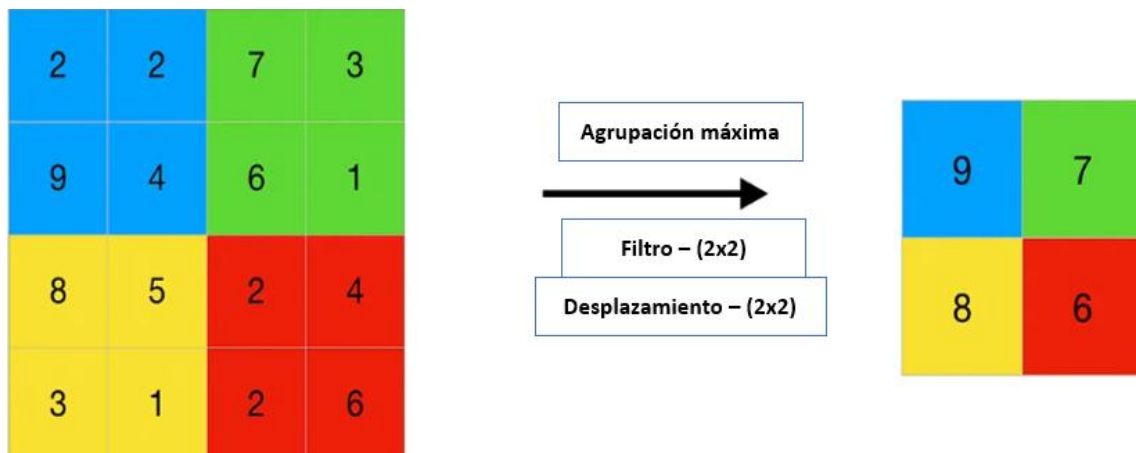 2 2 7 3
9 4 6 1
8 5 2 4
3 1 2 6
Agrupación máxima
Filtro – (2x2)
Desplazamiento – (2x2)
9 7
8 6